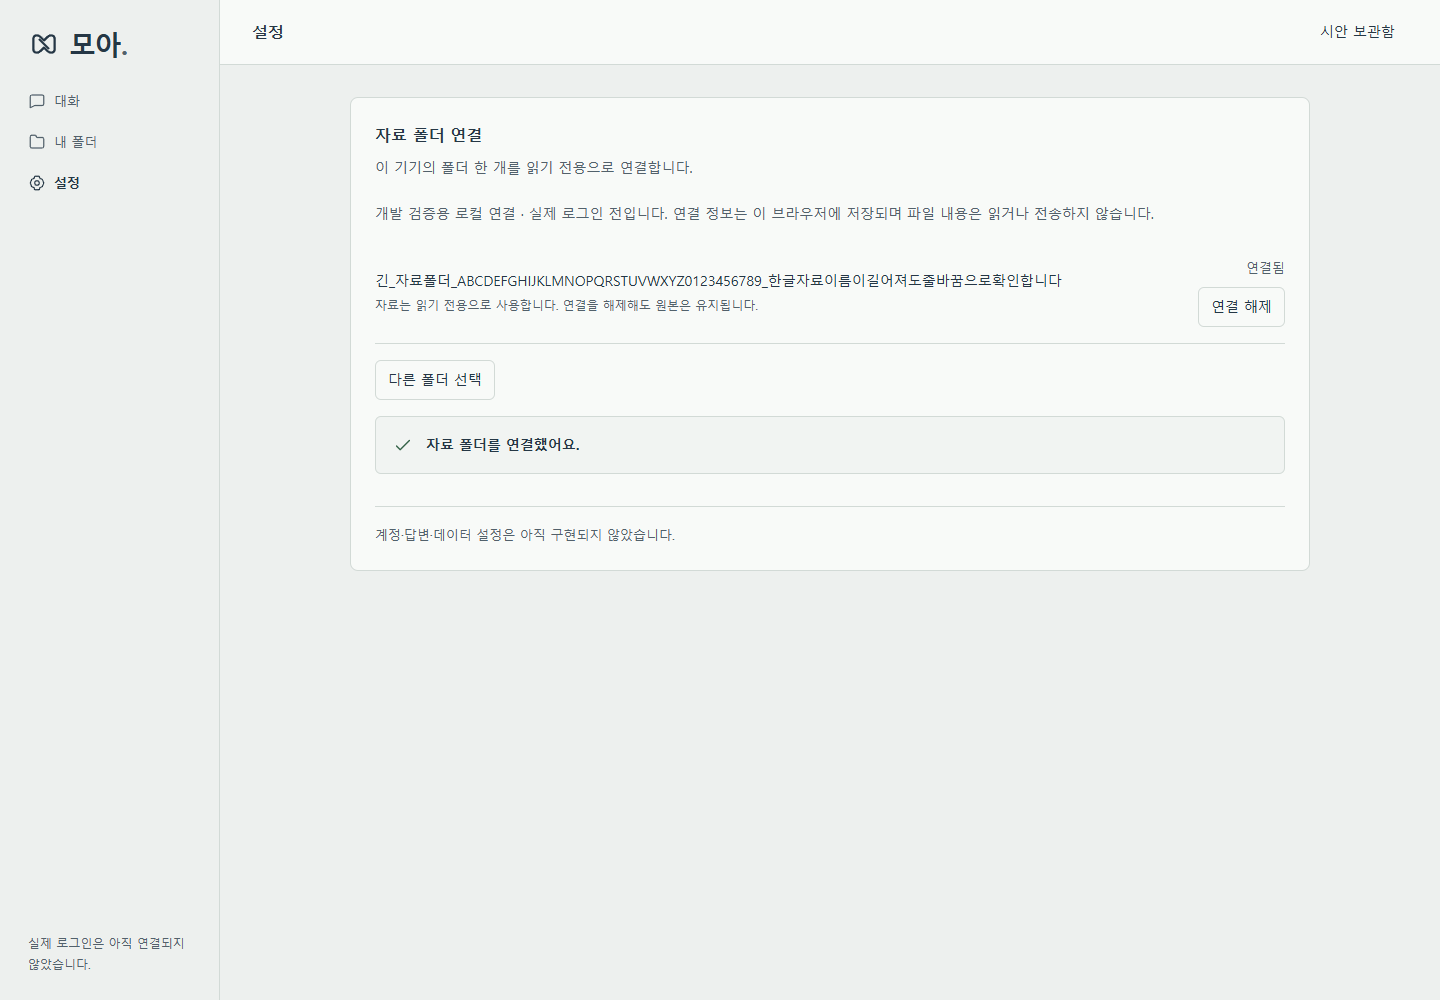 모아.
대화
내 폴더
설정
실제 로그인은 아직 연결되지
않았습니다.
설정
시안 보관함
자료 폴더 연결
이 기기의 폴더 한 개를 읽기 전용으로 연결합니다.
개발 검증용 로컬 연결 · 실제 로그인 전입니다. 연결 정보는 이 브라우저에 저장되며 파일 내용은 읽거나 전송하지 않습니다.
긴_자료폴더_ABCDEFGHIJKLMNOPQRSTUVWXYZ0123456789_한글자료이름이길어져도줄바꿈으로확인합니다
자료는 읽기 전용으로 사용합니다. 연결을 해제해도 원본은 유지됩니다.
연결됨
연결 해제
다른 폴더 선택
자료 폴더를 연결했어요.
계정·답변·데이터 설정은 아직 구현되지 않았습니다.